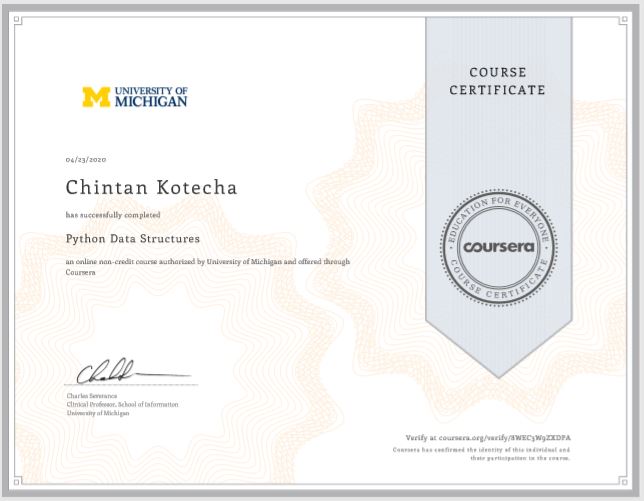 UNIVERSITY OF
MICHIGAN
COURSE
CERTIFICATE
04/23/2020
Chintan Kotecha
has successfully completed
Python Data Structures
an online non-credit course authorized by University of Michigan and offered through
Coursera
EDUCATION FOR EVERYONE
coursera
COURSE CERTIFICATE
Charles Severance
Clinical Professor, School of Information
University of Michigan
Verify at coursera.org/verify/8WEC3W9ZXDPA
Coursera has confirmed the identity of this individual and
their participation in the course.